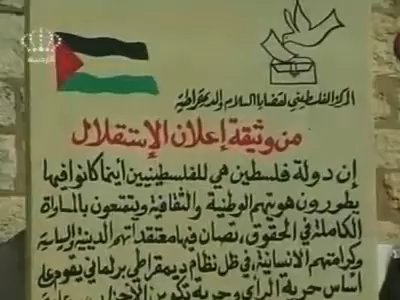 المركز الفلسطيني لقضايا السلام والديمقراطية
من وثيقة إعلان الإستقلال
إن دولة فلسطين هي للفلسطينيين أينما كانوا فيها
يطورون هويتهم الوطنية والثقافية ويتمتعون بالمساواة
الكاملة في الحقوق، تصان فيها معتقداتهم الدينية والسياسية
وكرامتهم الإنسانية، في ظل نظام ديمقراطي برلماني يقوم على
أساس حرية الرأي وحرية تكوين الأحزاب